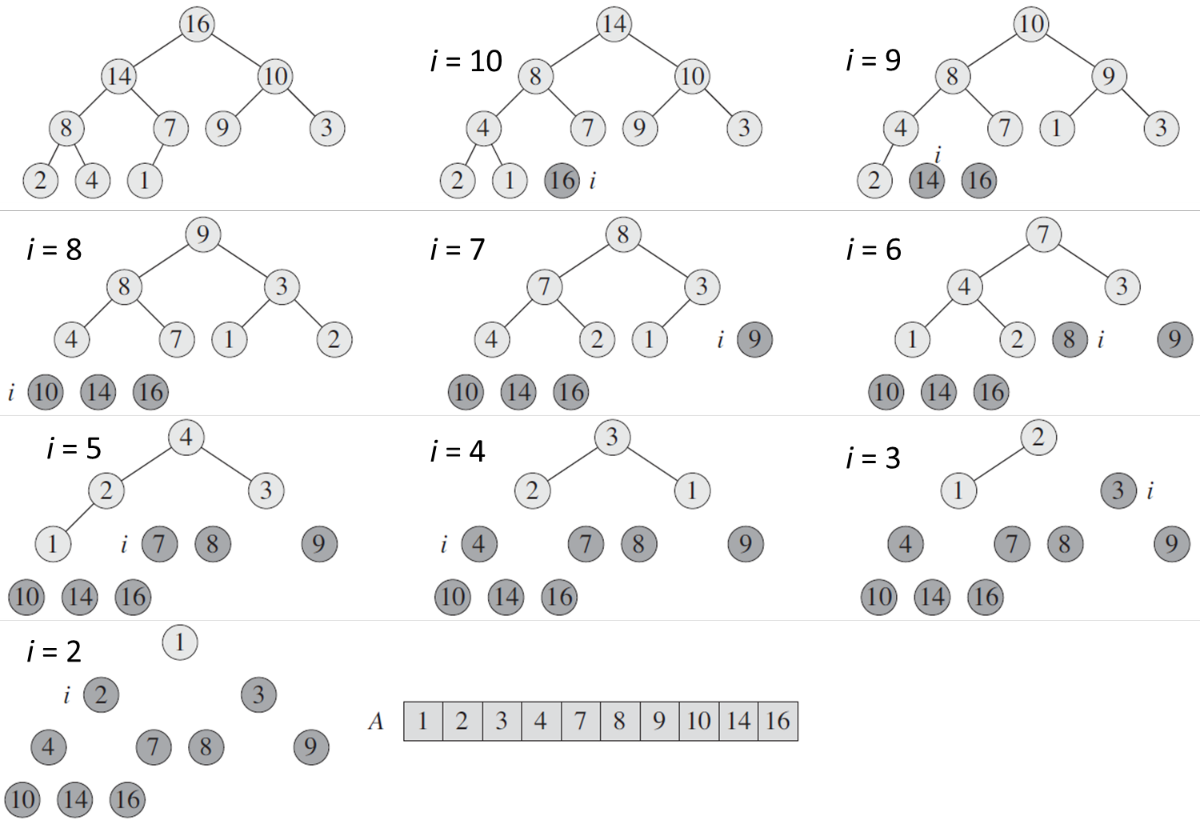 16
i = 10 14 i = 9 10
14 10
8 10
8 9
8 7 9 3
4 7 9 3
4 7 1 3
2 4 1
2 1 16 i
2 i 14 16
i = 8 9
i = 7 8
i = 6 7
8 3
7 3
4 3
4 7 1 2
4 2 1 i 9
1 2 8 i 9
i 10 14 16
10 14 16
10 14 16
i = 5 4
i = 4 3
i = 3 2
2 3
2 1
1 3 i
1 i 7 8 9
i 4 7 8 9
4 7 8 9
10 14 16
10 14 16
10 14 16
i = 2 1
i 2 3
A 1 2 3 4 7 8 9 10 14 16
4 7 8 9
10 14 16